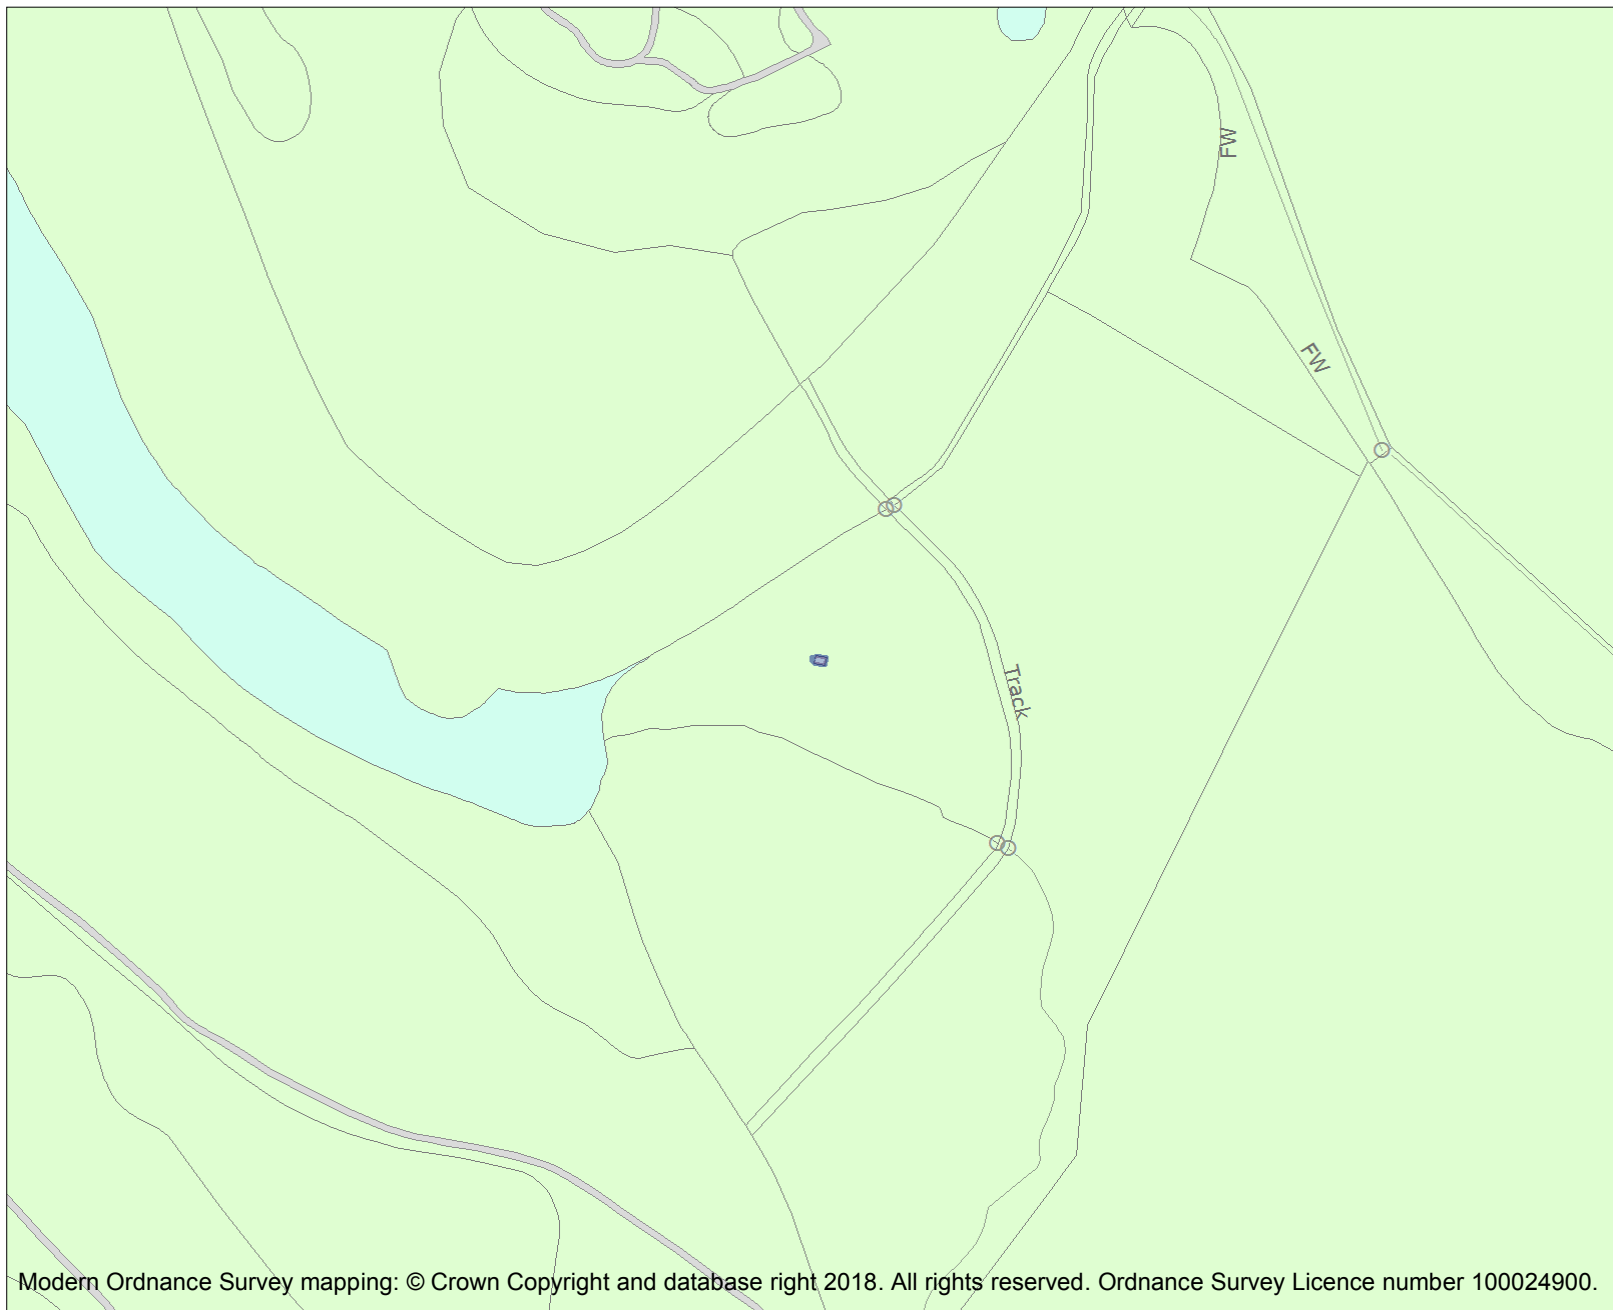 FW
FW
Track
Modern Ordnance Survey mapping: © Crown Copyright and database right 2018. All rights reserved. Ordnance Survey Licence number 100024900.